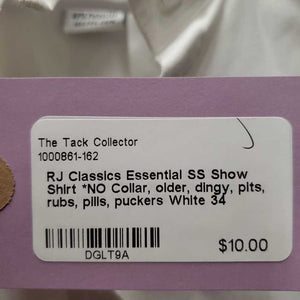 The Tack Collector
1000861-162
RJ Classics Essential SS Show
Shirt *NO Collar, older, dingy, pits,
rubs, pills, puckers White 34
$10.00
DGLT9A